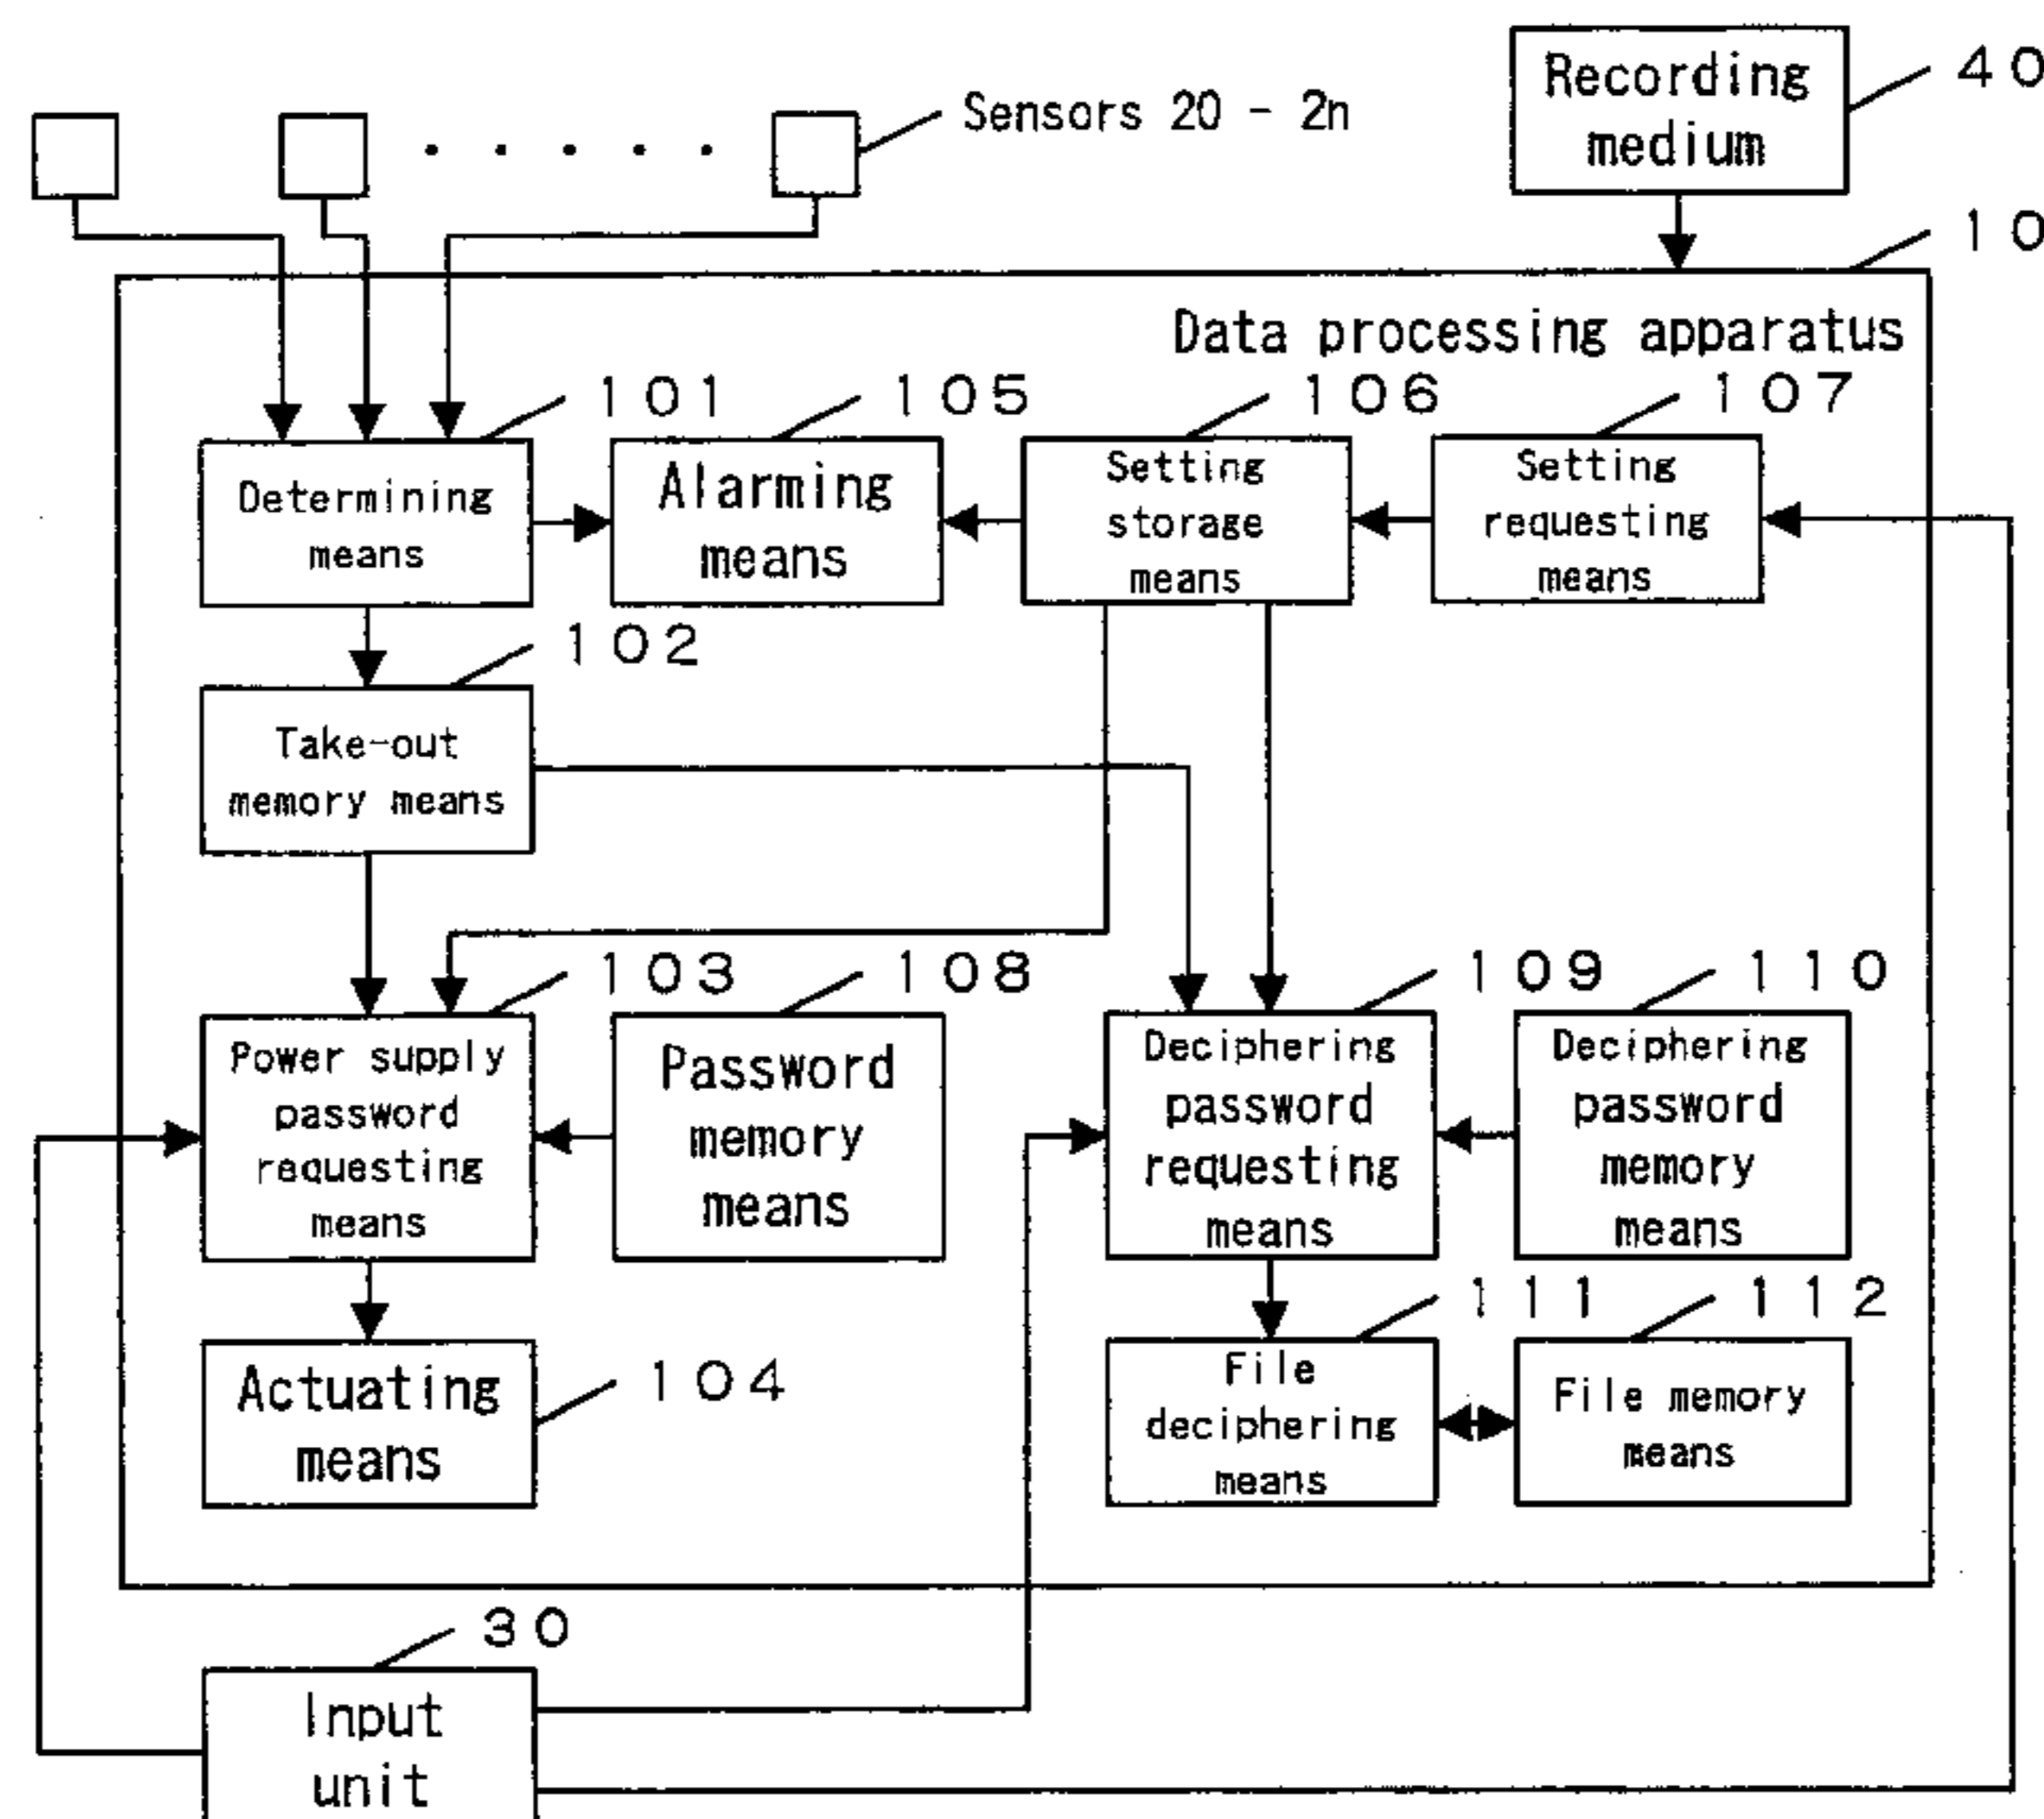 Recording
medium
40
Sensors 20 - 2n
10
Data processing apparatus
101
105
106
107
Determining
means
Alarming
means
Setting
storage
means
Setting
requesting
means
102
Take-out
memory means
103
108
109
110
Power supply
password
requesting
means
Password
memory
means
Deciphering
password
requesting
means
Deciphering
password
memory
means
111
112
Actuating
means
104
File
deciphering
means
File memory
means
30
Input
unit